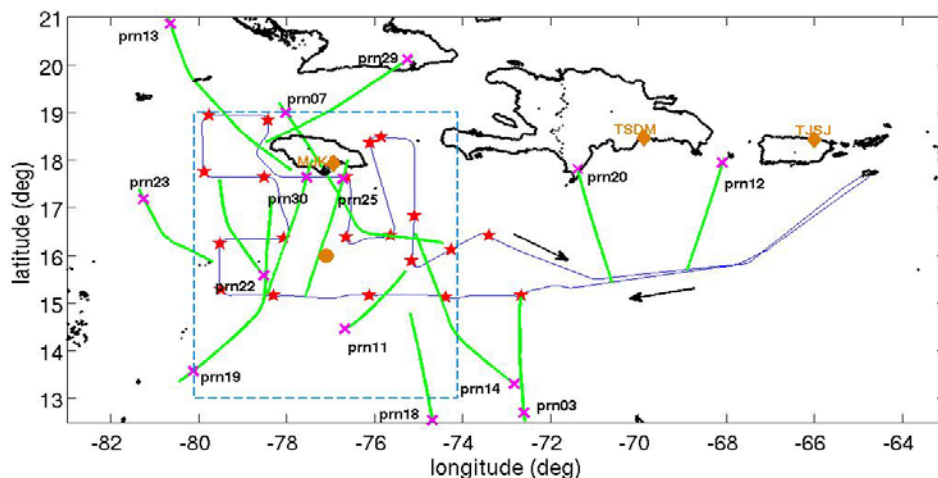 21
20
19
18
17
16
15
14
13
latitude (deg)
prn13
prn29
prn07
TSDM
TJSJ
prn20
prn12
prn23
prn30
prn25
prn22
prn11
prn19
prn14
prn18
prn03
-82
-80
-78
-76
-74
-72
-70
-68
-66
-64
longitude (deg)